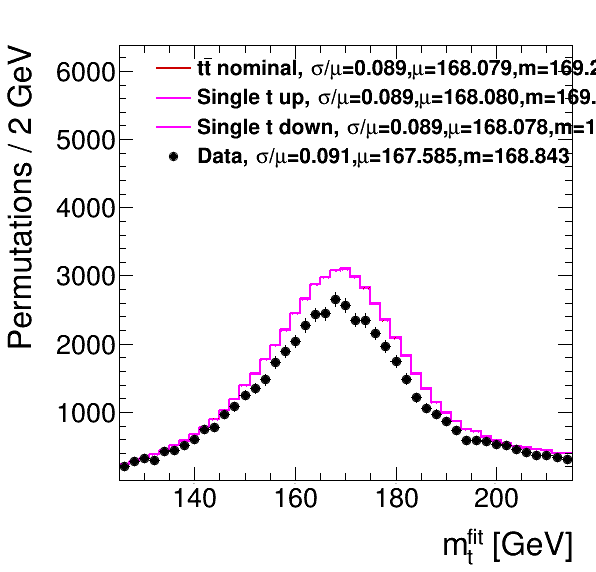 tt̄ nominal, σ/μ=0.089,μ=168.079,m=169.2
Single t up, σ/μ=0.089,μ=168.080,m=169.
Single t down, σ/μ=0.089,μ=168.078,m=1
Data, σ/μ=0.091,μ=167.585,m=168.843
Permutations / 2 GeV
6000
5000
4000
3000
2000
1000
140 160 180 200
m_t^fit [GeV]